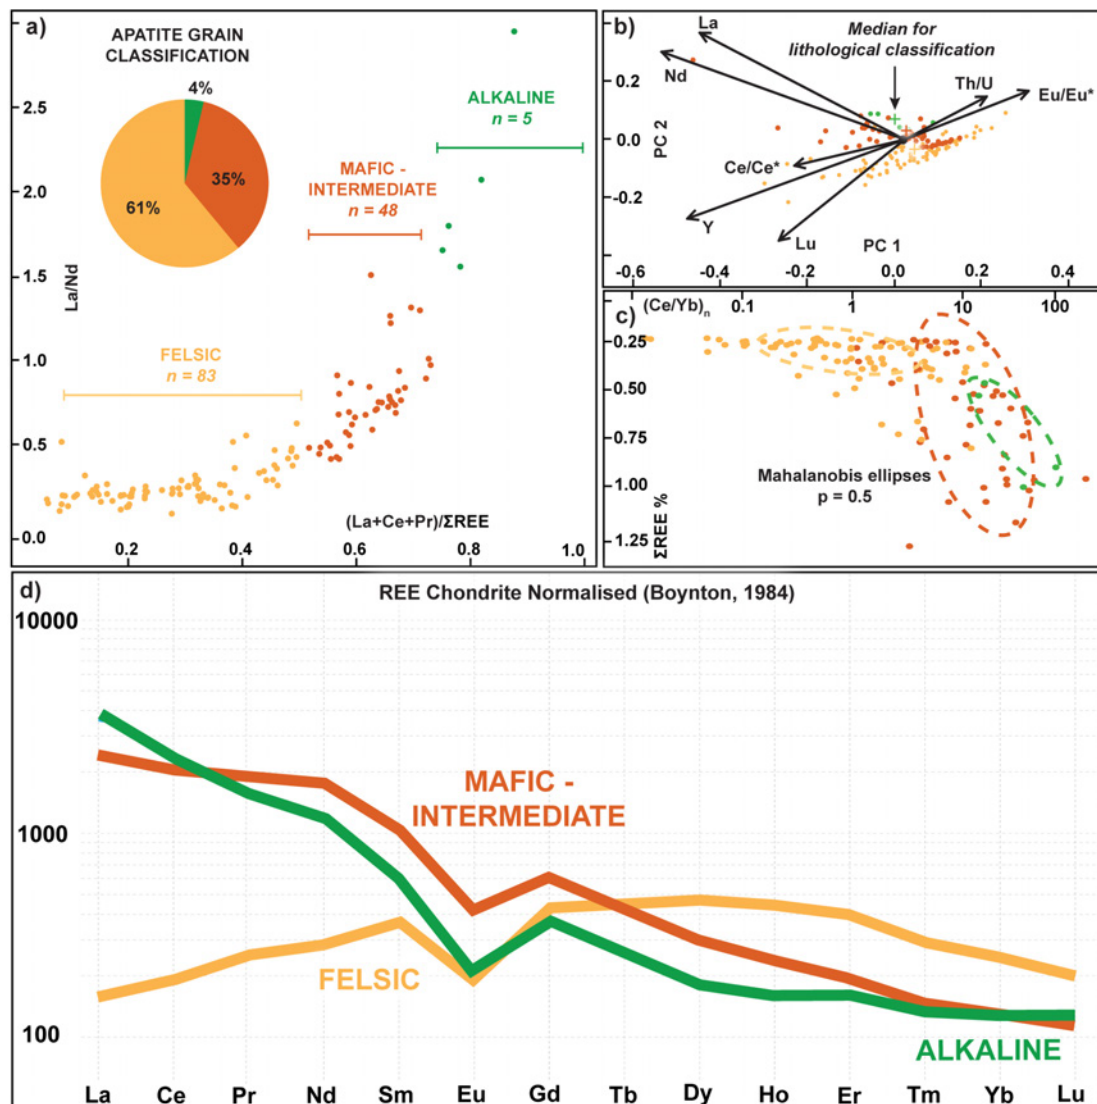 a)
APATITE GRAIN
CLASSIFICATION
4%
35%
61%
ALKALINE
n = 5
MAFIC -
INTERMEDIATE
n = 48
FELSIC
n = 83
La/Nd
2.5
2.0
1.5
1.0
0.5
0.0
(La+Ce+Pr)/ΣREE
0.2
0.4
0.6
0.8
1.0
b)
La
Median for
lithological classification
Nd
Th/U
Eu/Eu*
Ce/Ce*
Y
Lu
PC 2
0.2
0.0
-0.2
PC 1
-0.6
-0.4
-0.2
0.0
0.2
0.4
c)
(Ce/Yb)n
0.1
1
10
100
0.25
0.50
0.75
1.00
1.25
ΣREE %
Mahalanobis ellipses
p = 0.5
d)
REE Chondrite Normalised (Boynton, 1984)
10000
1000
100
MAFIC -
INTERMEDIATE
FELSIC
ALKALINE
La Ce Pr Nd Sm Eu Gd Tb Dy Ho Er Tm Yb Lu